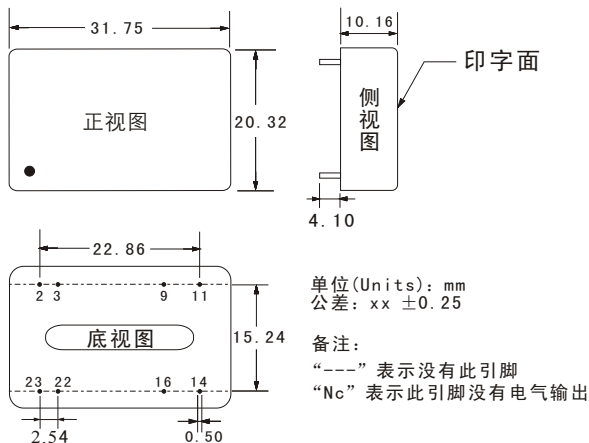 31.75
10.16
印字面
正视图
侧视图
20.32
4.10
22.86
2 3 9 11
单位(Units): mm
公差: xx ±0.25
底视图
15.24
备注:
“---”表示没有此引脚
“Nc”表示此引脚没有电气输出
23 22 16 14
2.54
0.50